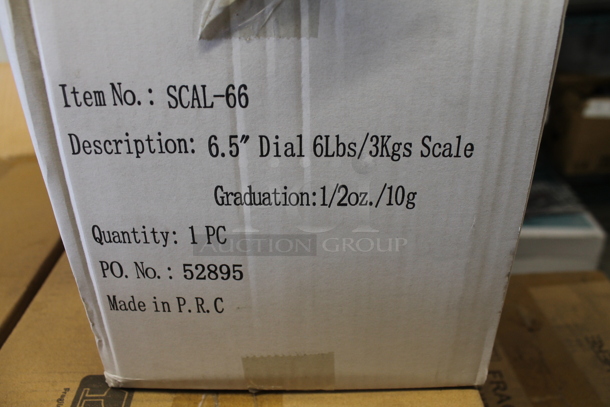 Item No.: SCAL-66
Description: 6.5" Dial 6Lbs/3Kgs Scale
Graduation:1/2oz./10g
Quantity: 1 PC
AUCTION GROUP
PO. No.: 52895
Made in P.R.C